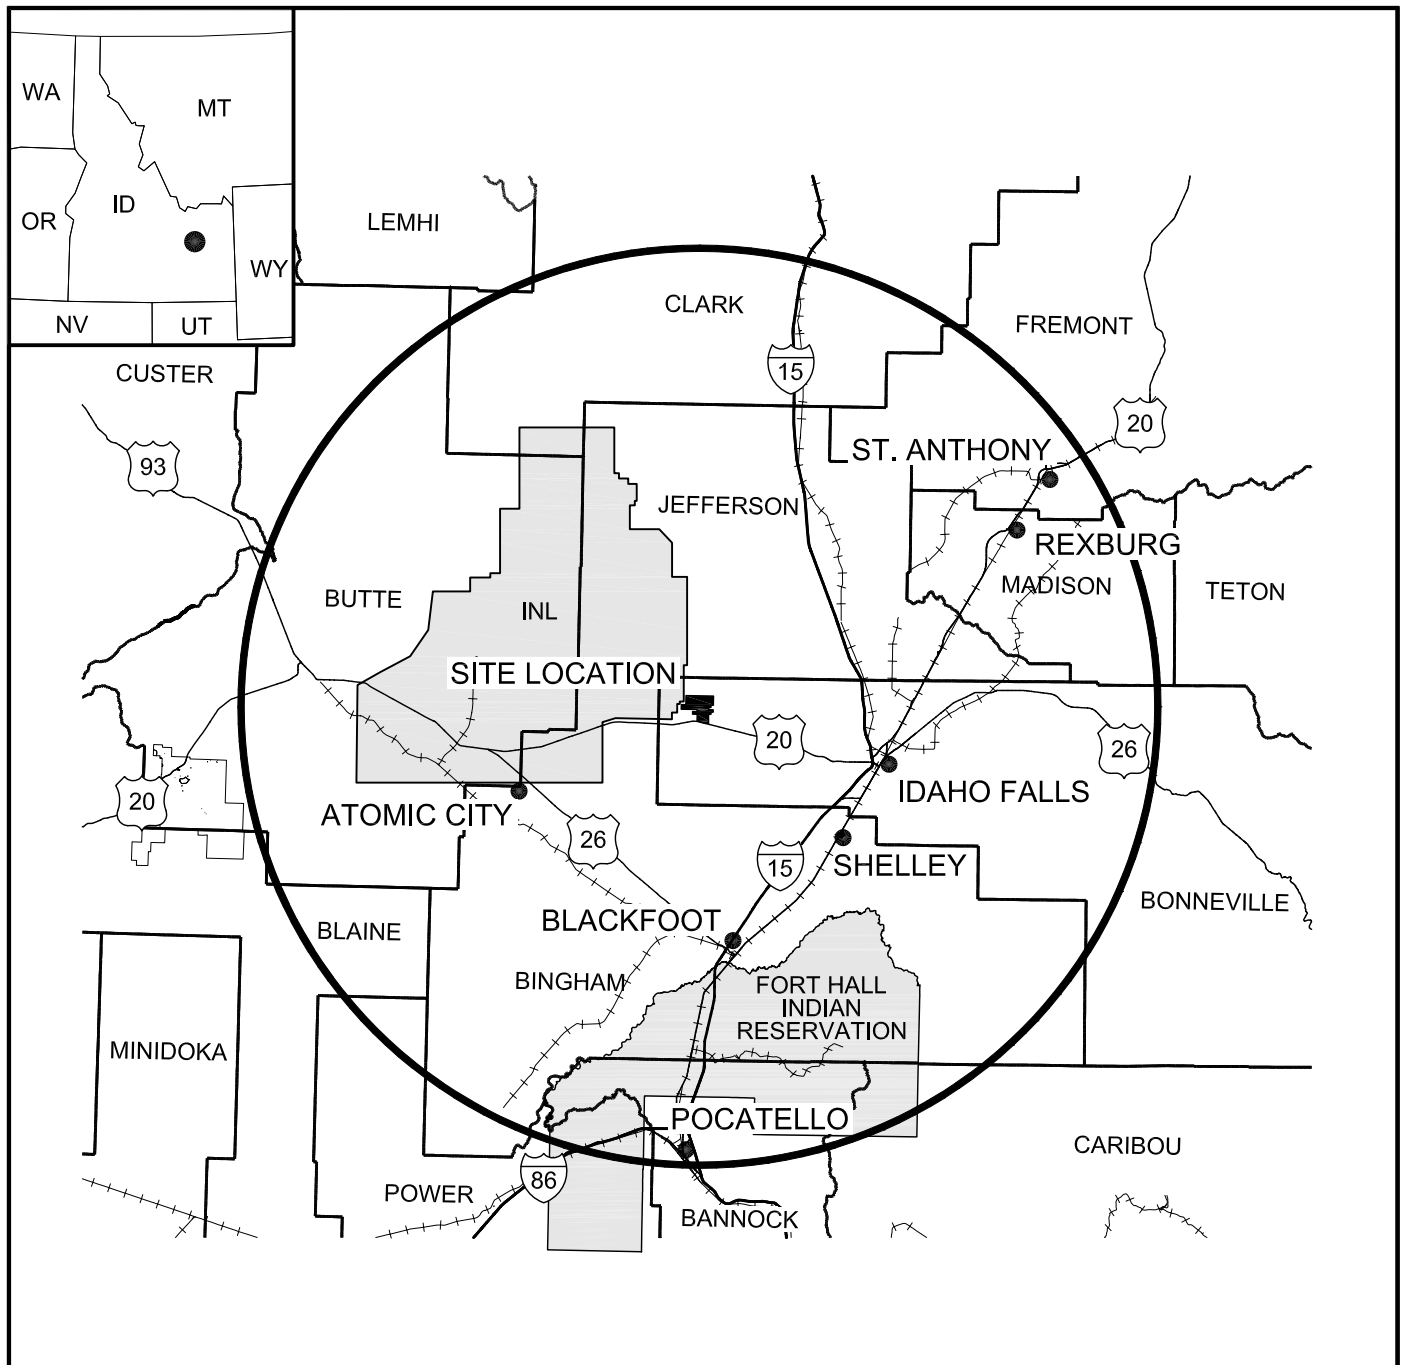 WA
MT
OR
ID
WY
NV
UT
LEMHI
CLARK
FREMONT
CUSTER
15
20
93
ST. ANTHONY
JEFFERSON
REXBURG
MADISON
TETON
BUTTE
INL
SITE LOCATION
20
26
20
IDAHO FALLS
ATOMIC CITY
26
15
SHELLEY
BONNEVILLE
BLACKFOOT
BLAINE
BINGHAM
FORT HALL
INDIAN
RESERVATION
MINIDOKA
POCATELLO
CARIBOU
86
POWER
BANNOCK